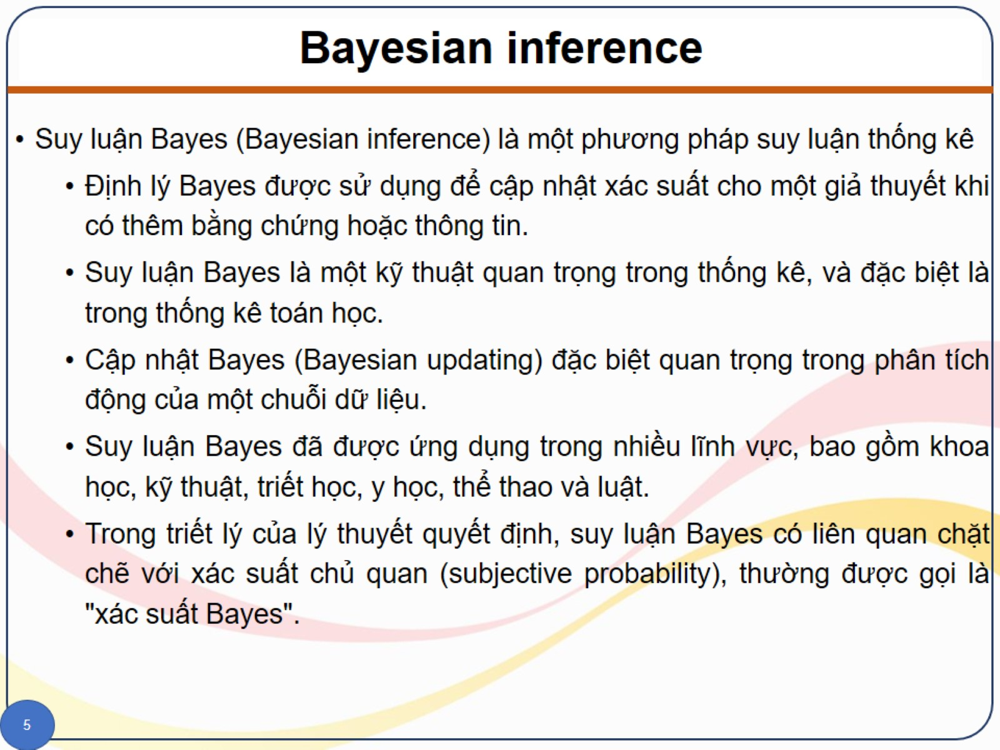 Bayesian inference
• Suy luận Bayes (Bayesian inference) là một phương pháp suy luận thống kê
• Định lý Bayes được sử dụng để cập nhật xác suất cho một giả thuyết khi
có thêm bằng chứng hoặc thông tin.
• Suy luận Bayes là một kỹ thuật quan trọng trong thống kê, và đặc biệt là
trong thống kê toán học.
• Cập nhật Bayes (Bayesian updating) đặc biệt quan trọng trong phân tích
động của một chuỗi dữ liệu.
• Suy luận Bayes đã được ứng dụng trong nhiều lĩnh vực, bao gồm khoa
học, kỹ thuật, triết học, y học, thể thao và luật.
• Trong triết lý của lý thuyết quyết định, suy luận Bayes có liên quan chặt
chẽ với xác suất chủ quan (subjective probability), thường được gọi là
"xác suất Bayes".
5